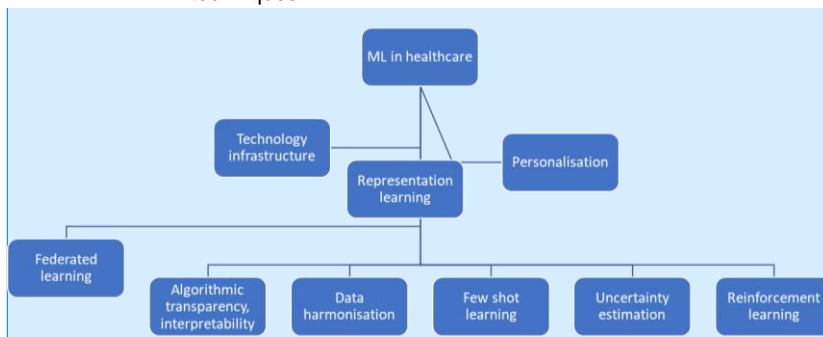 ML in healthcare
Technology
infrastructure
Personalisation
Representation
learning
Federated
learning
Algorithmic
transparency,
interpretability
Data
harmonisation
Few shot
learning
Uncertainty
estimation
Reinforcement
learning